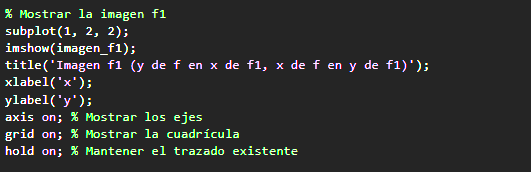 % Mostrar la imagen f1
subplot(1, 2, 2);
imshow(imagen_f1);
title('Imagen f1 (y de f en x de f1, x de f en y de f1)');
xlabel('x');
ylabel('y');
axis on; % Mostrar los ejes
grid on; % Mostrar la cuadrícula
hold on; % Mantener el trazado existente